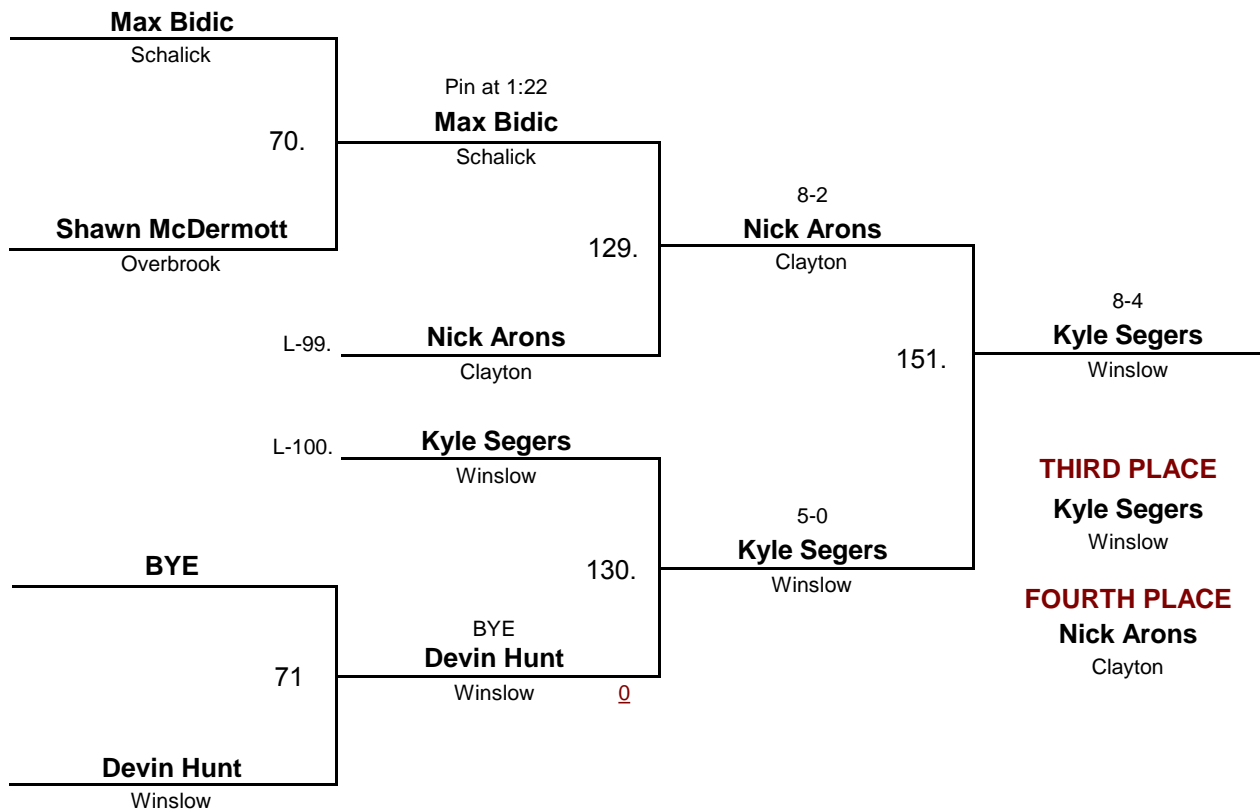 Max Bidic
Schalick
Pin at 1:22
70.
Max Bidic
Schalick
8-2
Shawn McDermott
Overbrook
129.
Nick Arons
Clayton
8-4
L-99.
Nick Arons
Clayton
151.
Kyle Segers
Winslow
L-100.
Kyle Segers
Winslow
THIRD PLACE
Kyle Segers
Winslow
5-0
Kyle Segers
Winslow
BYE
130.
FOURTH PLACE
Nick Arons
Clayton
BYE
71
Devin Hunt
Winslow
0
Devin Hunt
Winslow